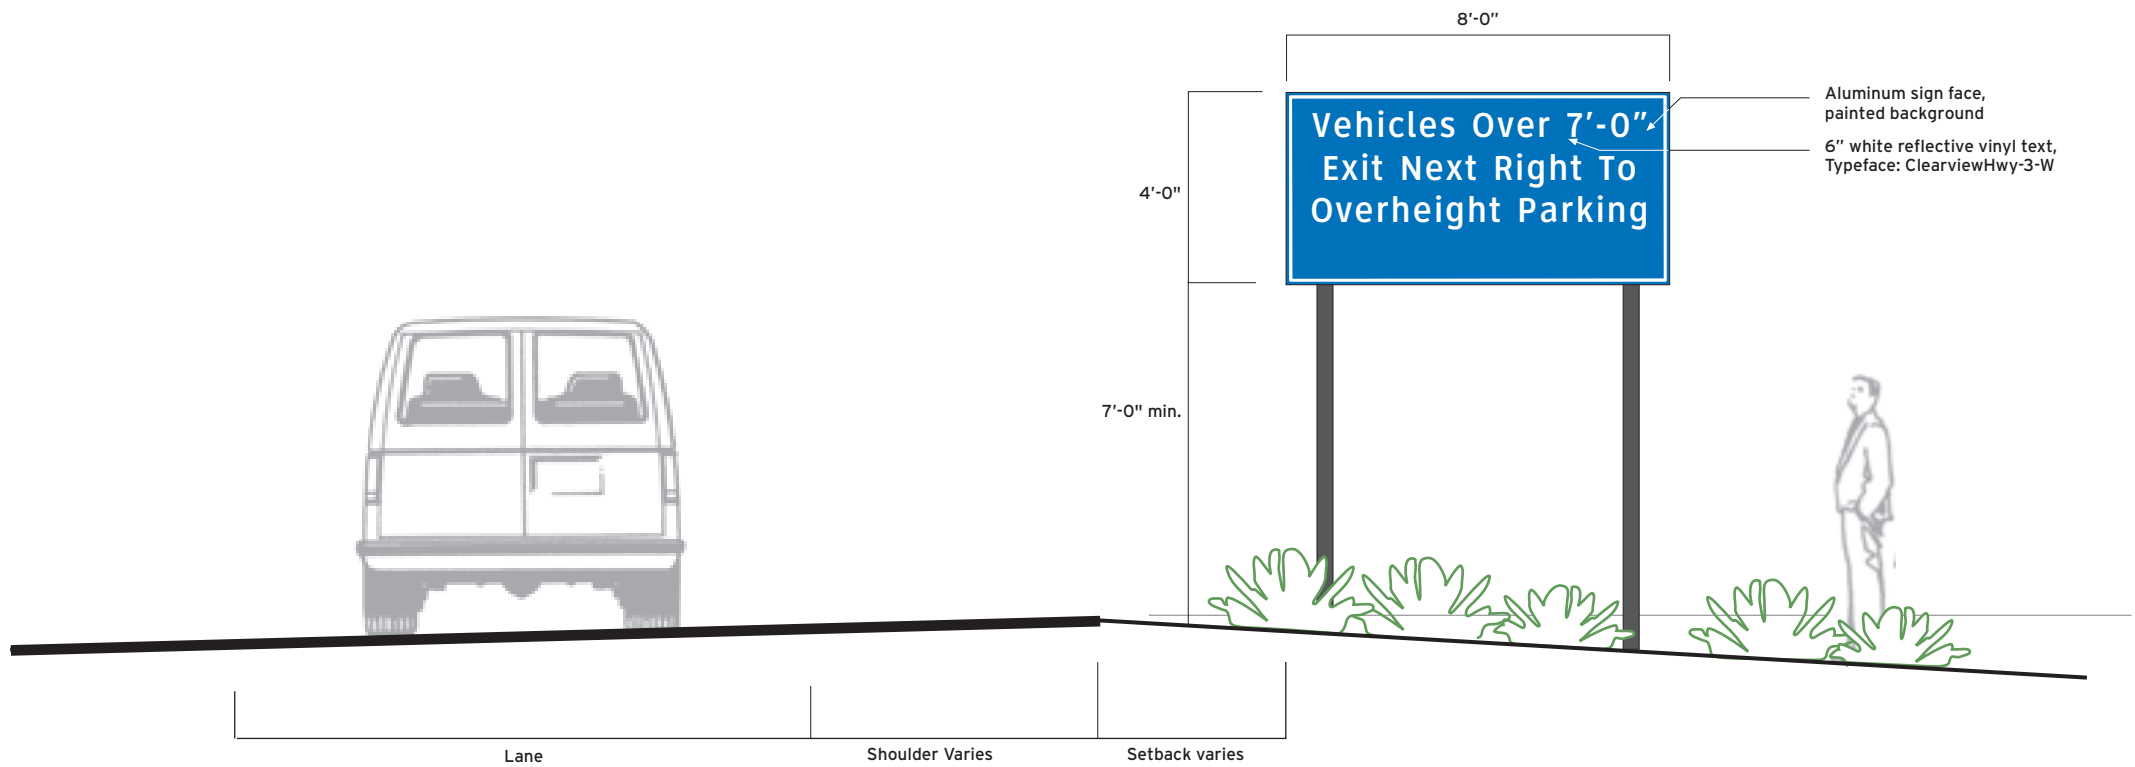 8′-0″
Vehicles Over 7′-0″
Exit Next Right To
Overheight Parking
Aluminum sign face,
painted background
6″ white reflective vinyl text,
Typeface: ClearviewHwy-3-W
4′-0"
7′-0" min.
Lane
Shoulder Varies
Setback varies